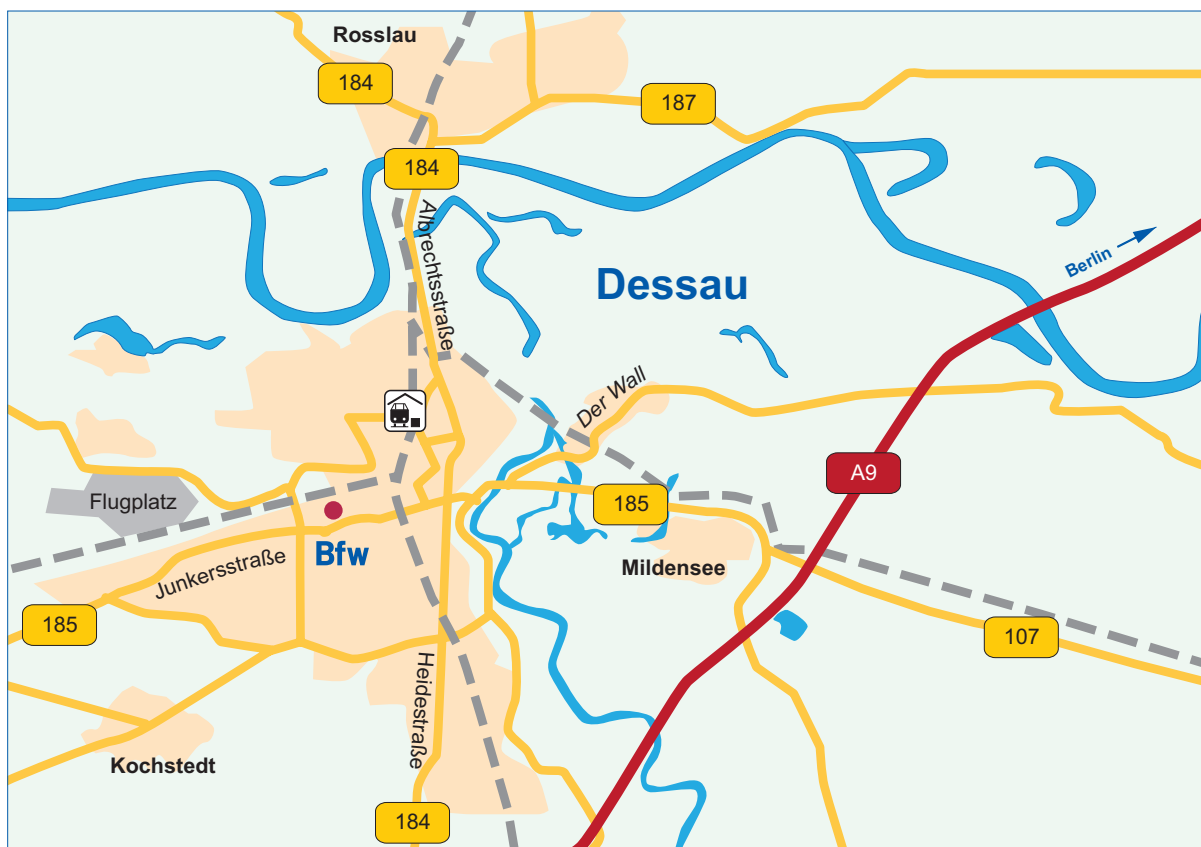 Rosslau
184
187
184
Albrechtsstraße
Berlin
Dessau
Der Wall
A9
Flugplatz
185
Bfw
Mildensee
Junkersstraße
185
107
Heidestraße
Kochstedt
184